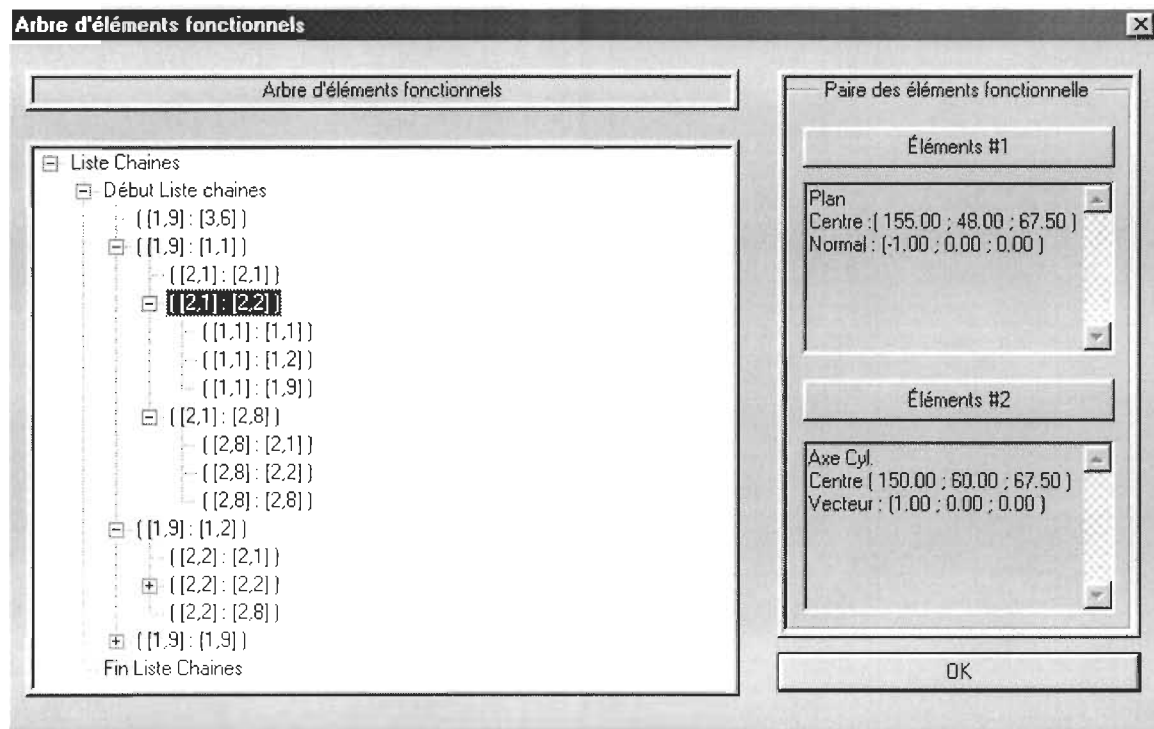 Arbre d'éléments fonctionnels
Arbre d'éléments fonctionnels
Liste Chaines
Début Liste chaines
( [1,9] : [3,6] )
( [1,9] : [1,1] )
( [2,1] : [2,1] )
( [2,1] : [2,2] )
( [1,1] : [1,1] )
( [1,1] : [1,2] )
( [1,1] : [1,9] )
( [2,1] : [2,8] )
( [2,8] : [2,1] )
( [2,8] : [2,2] )
( [2,8] : [2,8] )
( [1,9] : [1,2] )
( [2,2] : [2,1] )
( [2,2] : [2,2] )
( [2,2] : [2,8] )
( [1,9] : [1,9] )
Fin Liste Chaines
Paire des éléments fonctionnelle
Éléments #1
Plan
Centre :( 155.00 ; 48.00 ; 67.50 )
Normal : (-1.00 ; 0.00 ; 0.00 )
Éléments #2
Axe Cyl.
Centre ( 150.00 ; 60.00 ; 67.50 )
Vecteur : (1.00 ; 0.00 ; 0.00 )
OK